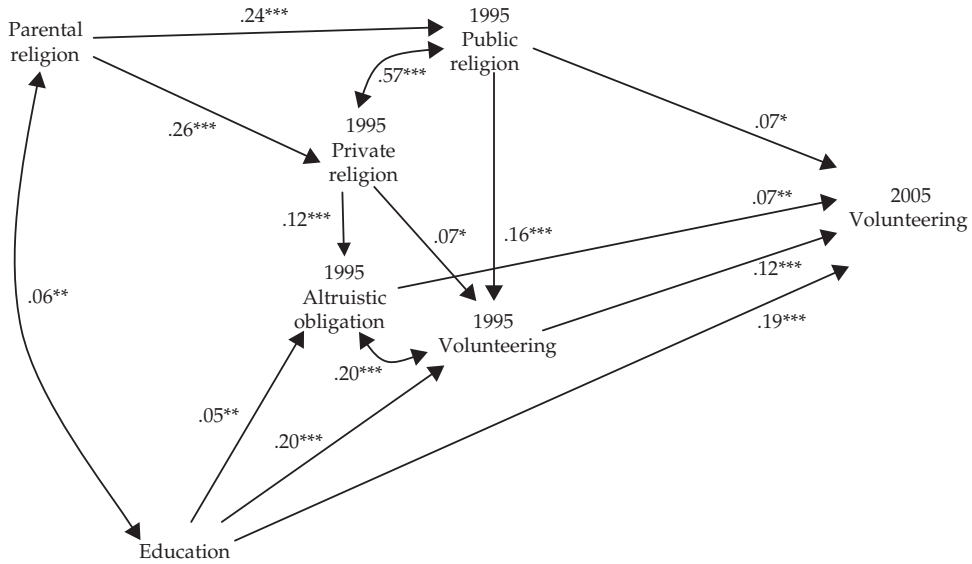 Parental
religion
.24***
1995
Public
religion
.57***
.26***
1995
Private
religion
.07*
.12***
.07*
.16***
.07**
2005
Volunteering
1995
Altruistic
obligation
.06**
1995
Volunteering
.12***
.20***
.19***
.05**
.20***
Education